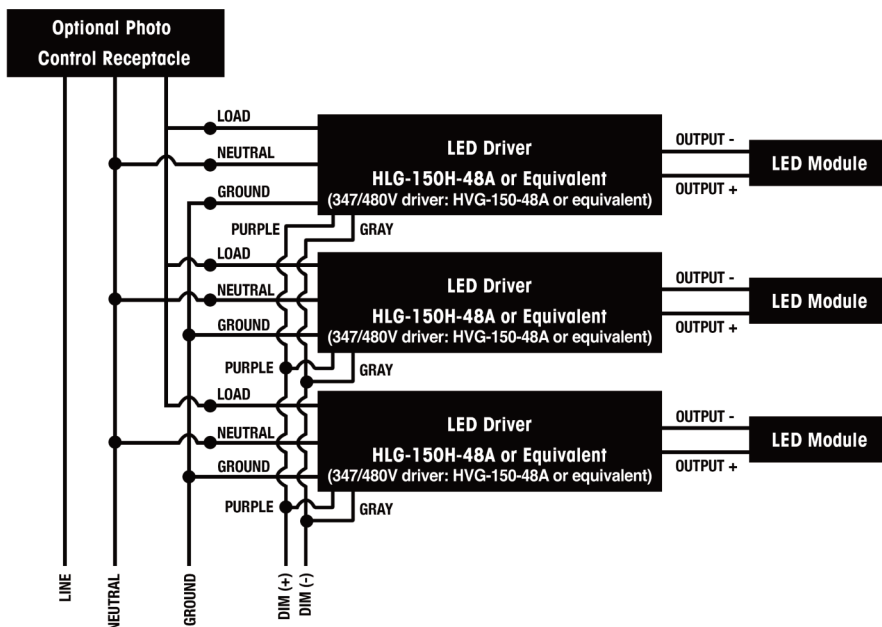 Optional Photo
Control Receptacle
LOAD
NEUTRAL
GROUND
PURPLE
GRAY
LED Driver
HLG-150H-48A or Equivalent
(347/480V driver: HVG-150-48A or equivalent)
OUTPUT -
OUTPUT +
LED Module
LOAD
NEUTRAL
GROUND
PURPLE
GRAY
LED Driver
HLG-150H-48A or Equivalent
(347/480V driver: HVG-150-48A or equivalent)
OUTPUT -
OUTPUT +
LED Module
LOAD
NEUTRAL
GROUND
PURPLE
GRAY
LED Driver
HLG-150H-48A or Equivalent
(347/480V driver: HVG-150-48A or equivalent)
OUTPUT -
OUTPUT +
LED Module
LINE
NEUTRAL
GROUND
DIM (+)
DIM (-)